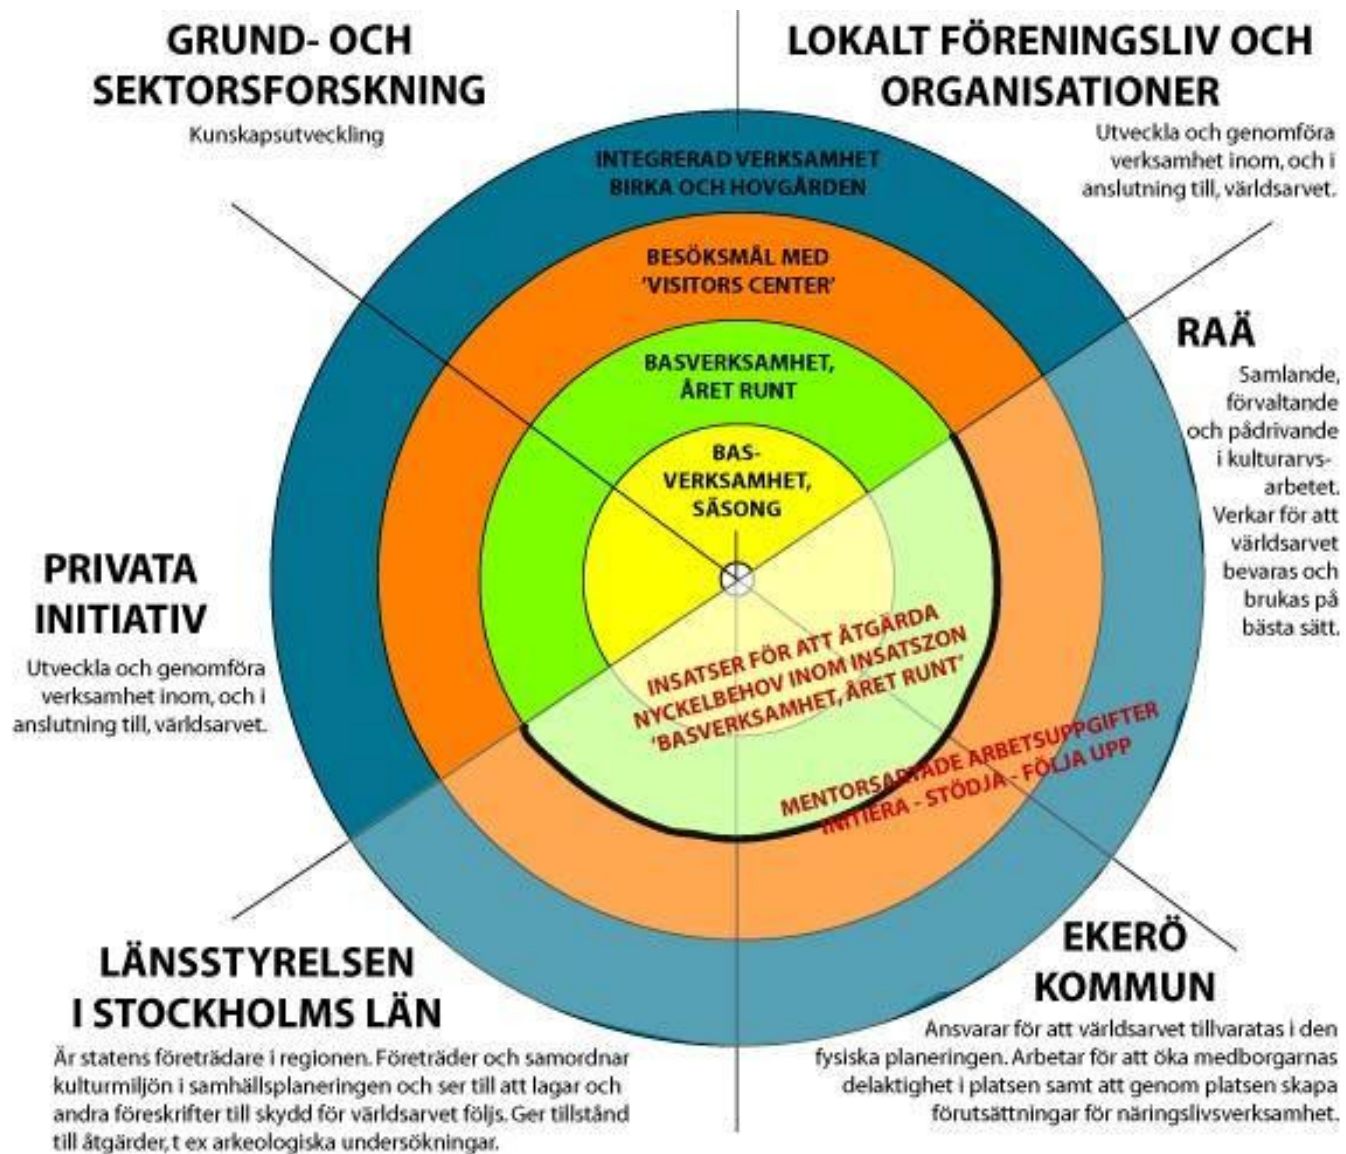 GRUND- OCH
SEKTORSFORSKNING
Kunskapsutveckling
LOKALT FÖRENINGSLIV OCH
ORGANISATIONER
Utveckla och genomföra
verksamhet inom, och i
anslutning till, världsarvet.
INTEGRERAD VERKSAMHET
BIRKA OCH HOVGÅRDEN
BESÖKSMÅL MED
'VISITORS CENTER'
BASVERKSAMHET,
ÅRET RUNT
BAS-
VERKSAMHET,
SÄSONG
RAÄ
Samlande,
förvaltande
och pådrivande
i kulturarvs-
arbetet.
Verkar för att
världsarvet
bevaras och
brukas på
bästa sätt.
PRIVATA
INITIATIV
Utveckla och genomföra
verksamhet inom, och i
anslutning till, världsarvet.
INSATSER FÖR ATT ÅTGÄRDA
NYCKELBEHOV INOM INSATSZON
'BASVERKSAMHET, ÅRET RUNT'
MENTORSARTADE ARBETSUPPGIFTER
INITIERA - STÖDJA - FÖLJA UPP
LÄNSSTYRELSEN
I STOCKHOLMS LÄN
Är statens företrädare i regionen. Företräder och samordnar
kulturmiljön i samhällsplaneringen och ser till att lagar och
andra föreskrifter till skydd för världsarvet följs. Ger tillstånd
till åtgärder, t ex arkeologiska undersökningar.
EKERÖ
KOMMUN
Ansvarar för att världsarvet tillvaratas i den
fysiska planeringen. Arbetar för att öka medborgarnas
delaktighet i platsen samt att genom platsen skapa
förutsättningar för näringslivsverksamhet.